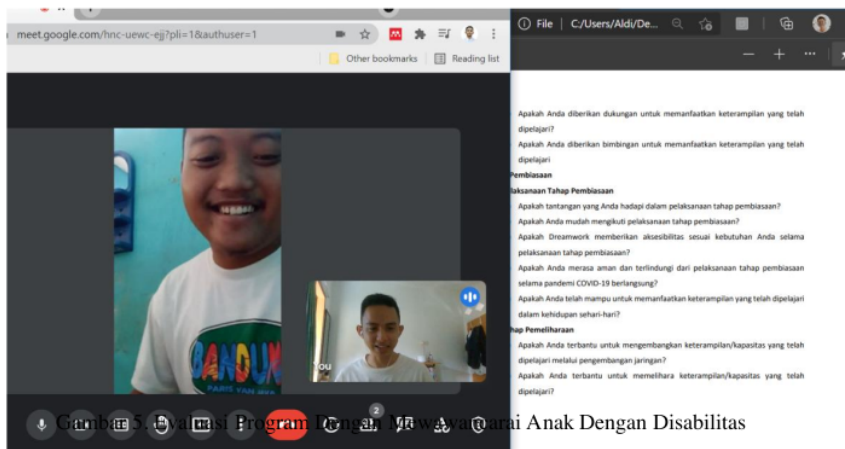 meet.google.com/hnc-uewc-ejj?pli=1&authuser=1
Other bookmarks
Reading list
BANDUN
You
File
C:/Users/Aldi/De...
Apakah Anda diberikan dukungan untuk memanfaatkan keterampilan yang telah
dipelajari?
Apakah Anda diberikan bimbingan untuk memanfaatkan keterampilan yang telah
dipelajari
Pembiasaan
laksanaan Tahap Pembiasaan
Apakah tantangan yang Anda hadapi dalam pelaksanaan tahap pembiasaan?
Apakah Anda mudah mengikuti pelaksanaan tahap pembiasaan?
Apakah Dreamwork memberikan aksesibilitas sesuai kebutuhan Anda selama
pelaksanaan tahap pembiasaan?
Apakah Anda merasa aman dan terlindungi dari pelaksanaan tahap pembiasaan
selama pandemi COVID-19 berlangsung?
Apakah Anda telah mampu untuk memanfaatkan keterampilan yang telah dipelajari
dalam kehidupan sehari-hari?
hap Pemeliharaan
Apakah Anda terbantu untuk mengembangkan keterampilan/kapasitas yang telah
dipelajari melalui pengembangan jaringan?
Apakah Anda terbantu untuk memelihara keterampilan/kapasitas yang telah
dipelajari?
2
Gambar 5. Evaluasi Program Dengan Mewawancarai Anak Dengan Disabilitas